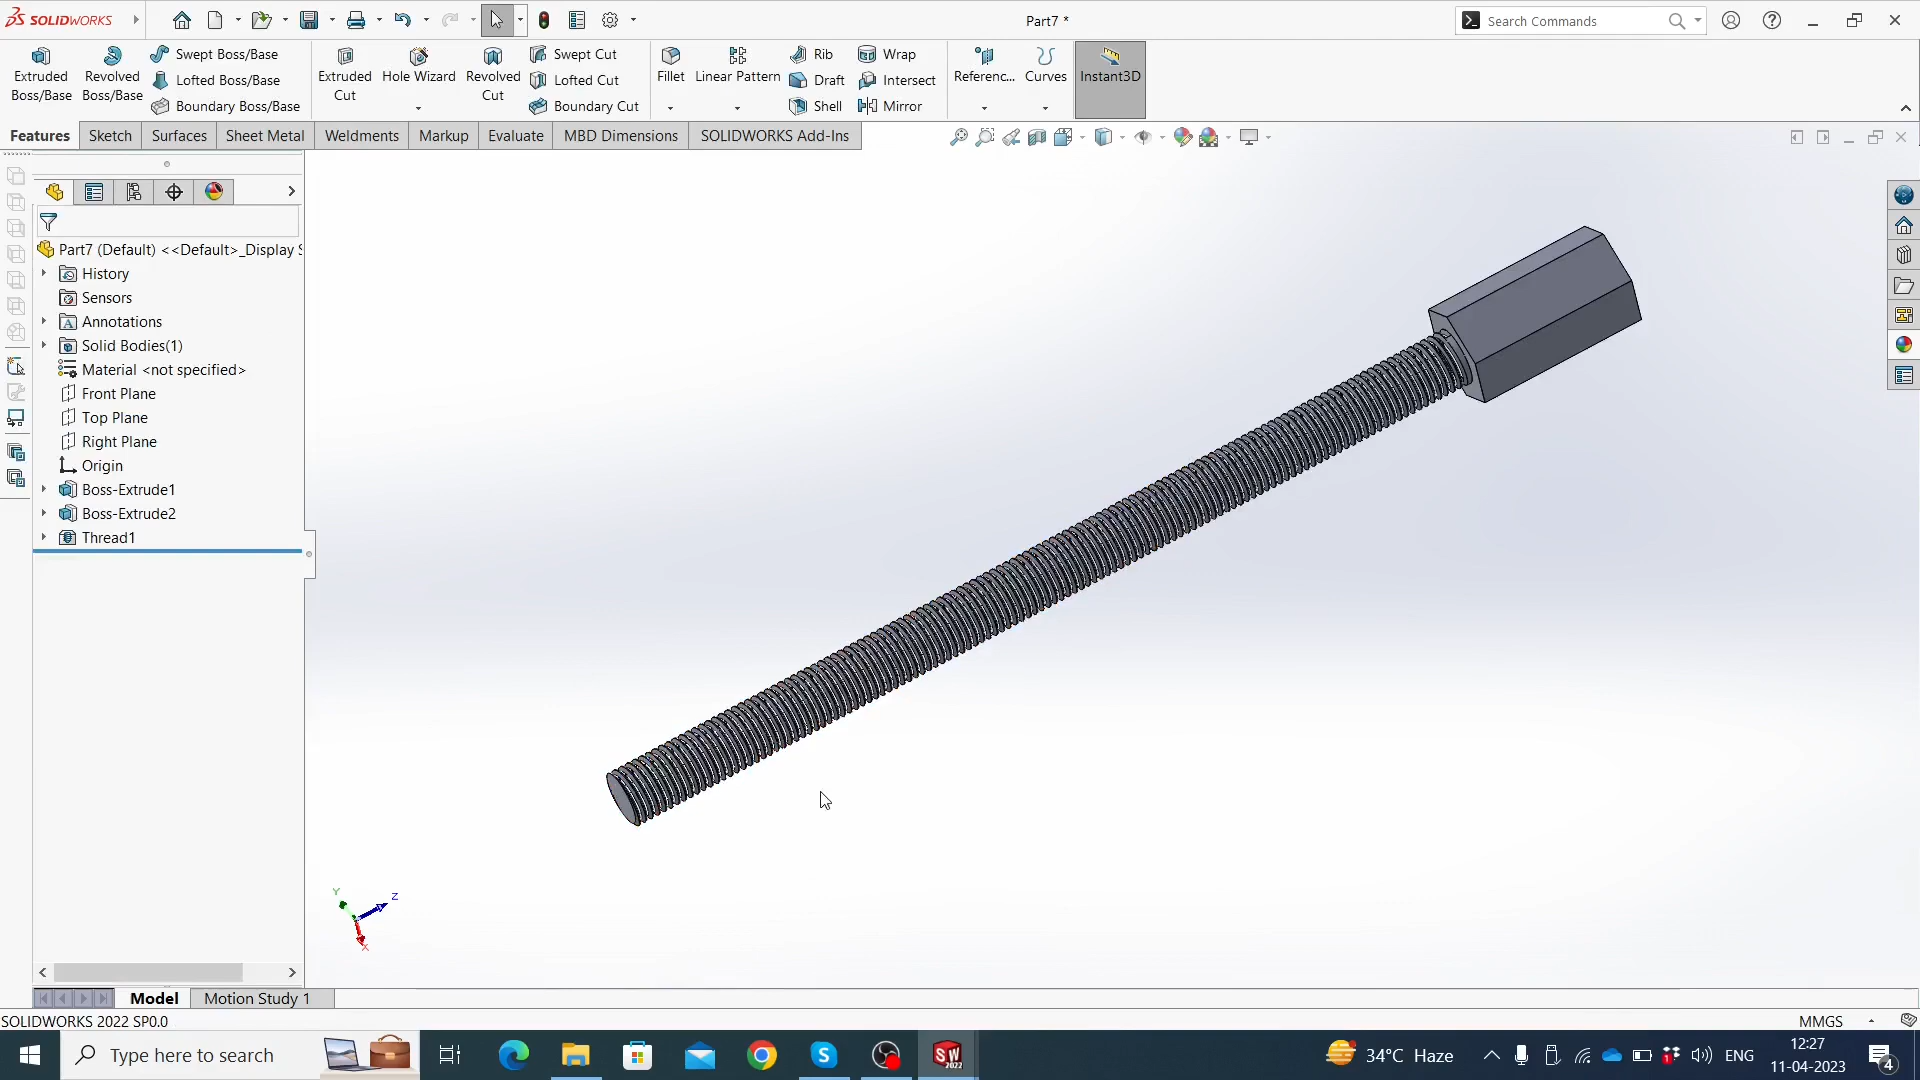 SOLIDWORKS
Part7 *
Search Commands
Extruded Boss/Base
Revolved Boss/Base
Swept Boss/Base
Lofted Boss/Base
Boundary Boss/Base
Extruded Cut
Hole Wizard
Revolved Cut
Swept Cut
Lofted Cut
Boundary Cut
Fillet
Linear Pattern
Rib
Draft
Shell
Wrap
Intersect
Mirror
Referenc...
Curves
Instant3D
Features
Sketch
Surfaces
Sheet Metal
Weldments
Markup
Evaluate
MBD Dimensions
SOLIDWORKS Add-Ins
Part7 (Default) <<Default>_Display S
History
Sensors
Annotations
Solid Bodies(1)
Material <not specified>
Front Plane
Top Plane
Right Plane
Origin
Boss-Extrude1
Boss-Extrude2
Thread1
Y
Z
X
Model
Motion Study 1
SOLIDWORKS 2022 SP0.0
MMGS
Type here to search
34°C Haze
ENG
12:27
11-04-2023
4